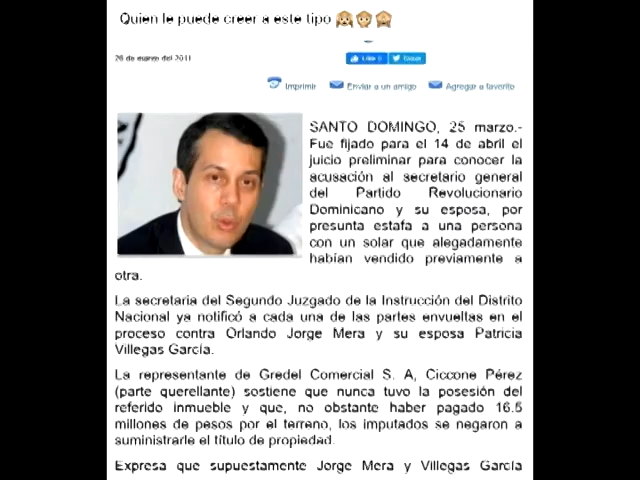 Quien le puede creer a este tipo 🙈🙊🙈
26 de marzo del 2011
Like 0
Imprimir Enviar a un amigo Agregar a favorito
SANTO DOMINGO, 25 marzo.-
Fue fijado para el 14 de abril el
juicio preliminar para conocer la
acusación al secretario general
del Partido Revolucionario
Dominicano y su esposa, por
presunta estafa a una persona
con un solar que alegadamente
habían vendido previamente a
otra.
La secretaria del Segundo Juzgado de la Instrucción del Distrito
Nacional ya notificó a cada una de las partes envueltas en el
proceso contra Orlando Jorge Mera y su esposa Patricia
Villegas García.
La representante de Gredel Comercial S. A, Ciccone Pérez
(parte querellante) sostiene que nunca tuvo la posesión del
referido inmueble y que, no obstante haber pagado 16.5
millones de pesos por el terreno, los imputados se negaron a
suministrarle el título de propiedad.
Expresa que supuestamente Jorge Mera y Villegas García